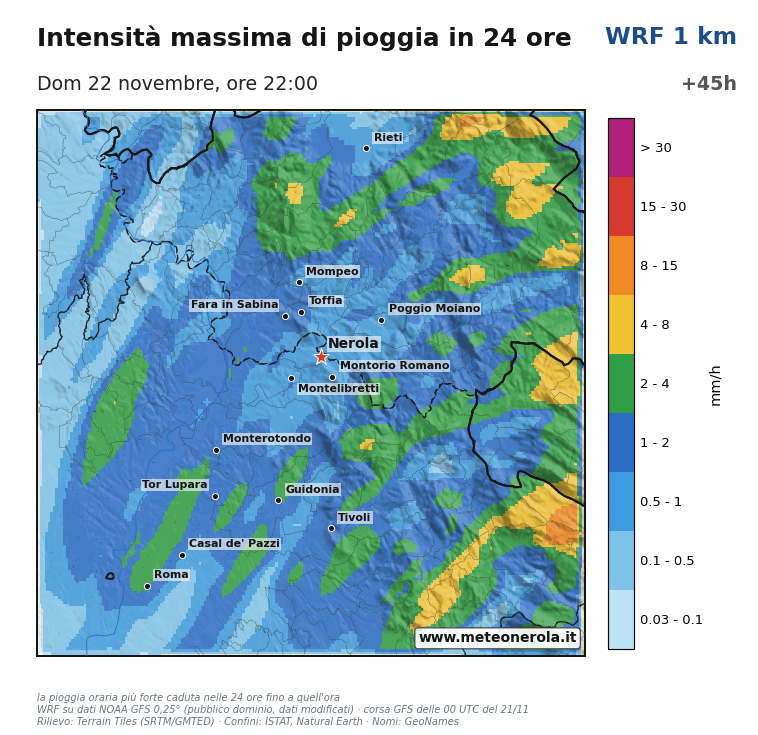 Intensità massima di pioggia in 24 ore
WRF 1 km
Dom 22 novembre, ore 22:00
+45h
Rieti
Mompeo
Toffia
Fara in Sabina
Poggio Moiano
Nerola
Montorio Romano
Montelibretti
Monterotondo
Tor Lupara
Guidonia
Tivoli
Casal de' Pazzi
Roma
www.meteonerola.it
> 30
15 - 30
8 - 15
4 - 8
2 - 4
1 - 2
0.5 - 1
0.1 - 0.5
0.03 - 0.1
mm/h
la pioggia oraria più forte caduta nelle 24 ore fino a quell'ora
WRF su dati NOAA GFS 0,25° (pubblico dominio, dati modificati) · corsa GFS delle 00 UTC del 21/11
Rilievo: Terrain Tiles (SRTM/GMTED) · Confini: ISTAT, Natural Earth · Nomi: GeoNames